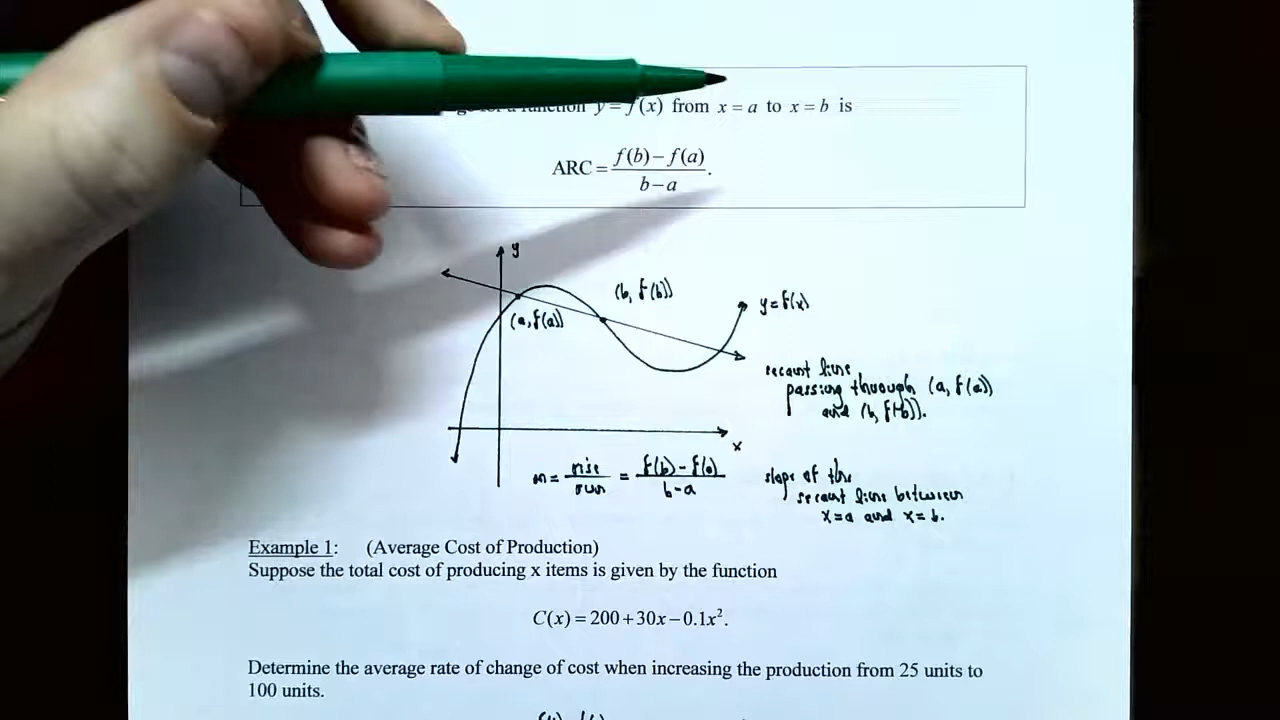 function y = f(x) from x = a to x = b is
ARC = f(b) − f(a) / b − a .
y
(b, f(b))
y = f(x)
(a, f(a))
secant line
passing through (a, f(a))
and (b, f(b)).
x
m = rise / run = f(b) − f(a) / b − a
slope of the
secant line between
x = a and x = b.
Example 1: (Average Cost of Production)
Suppose the total cost of producing x items is given by the function
C(x) = 200 + 30x − 0.1x².
Determine the average rate of change of cost when increasing the production from 25 units to
100 units.